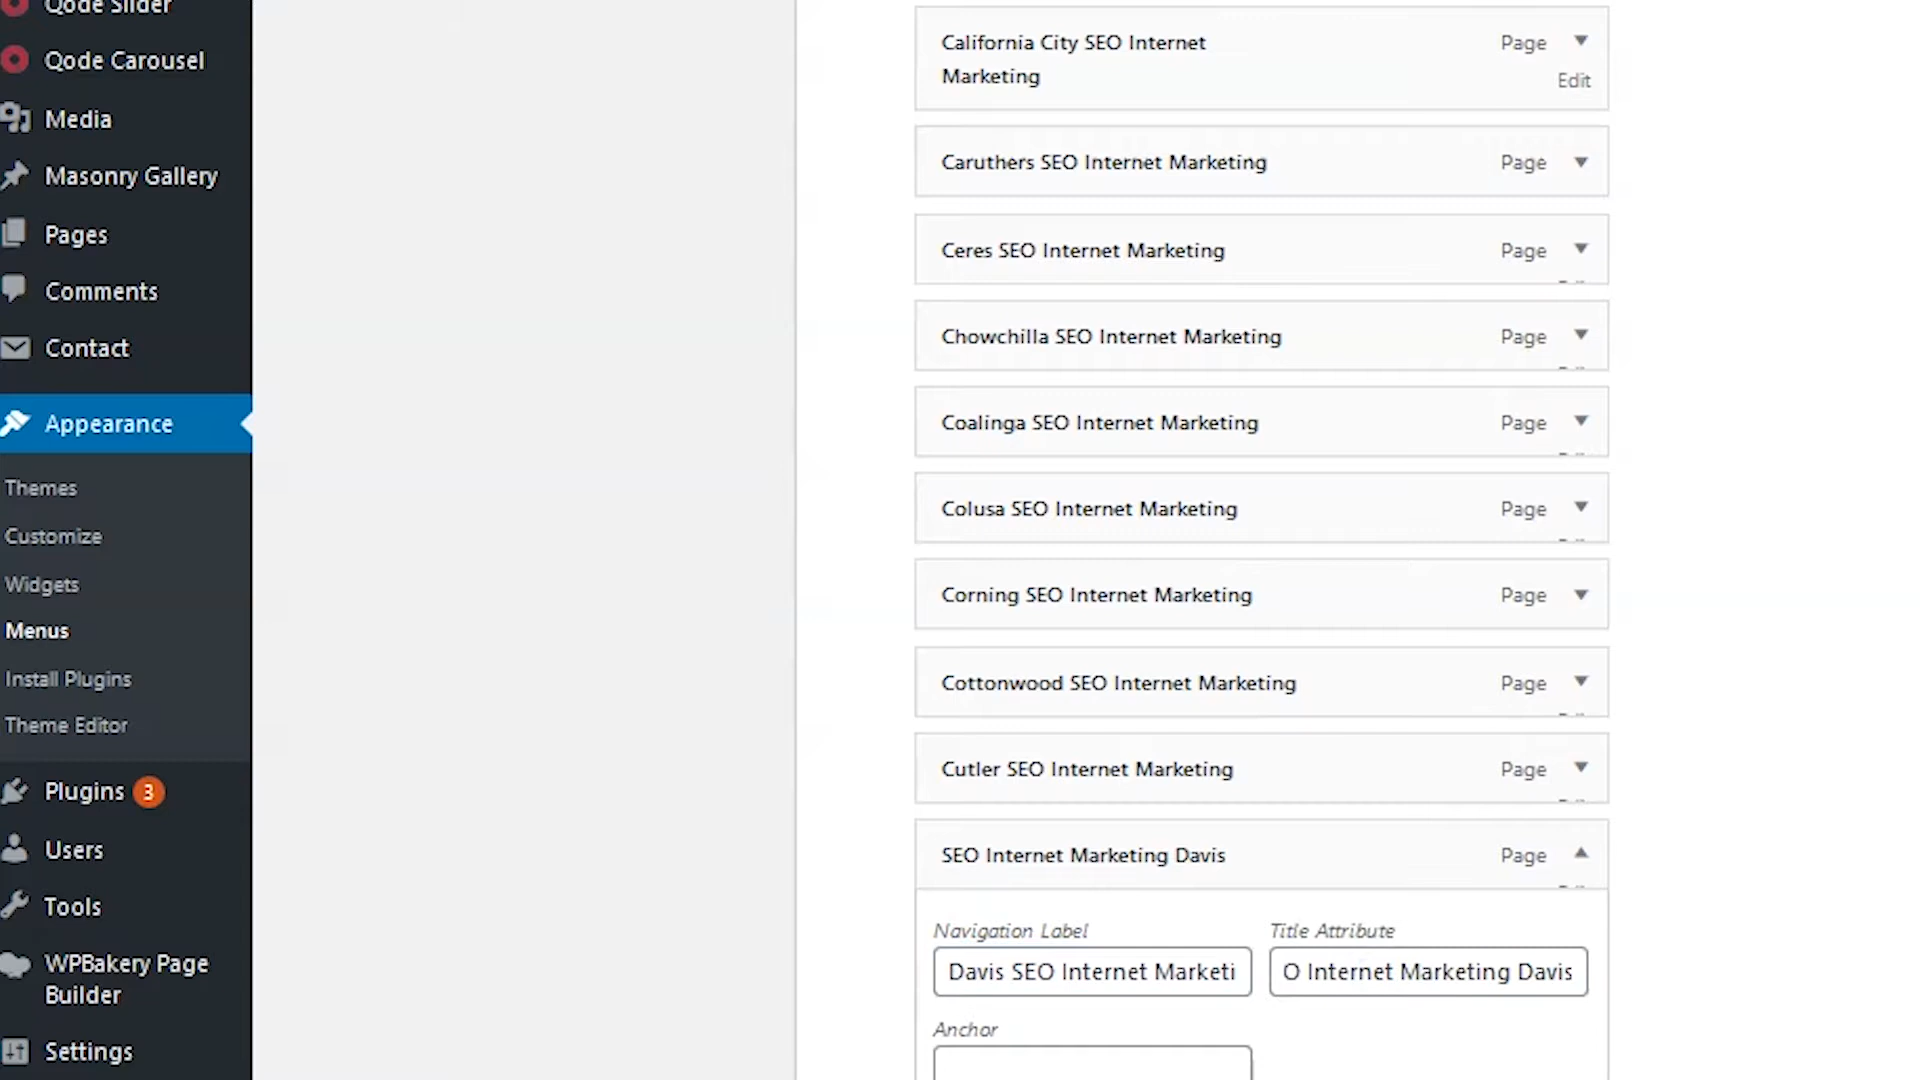 Qode Slider
Qode Carousel
Media
Masonry Gallery
Pages
Comments
Contact
Appearance
Themes
Customize
Widgets
Menus
Install Plugins
Theme Editor
Plugins 3
Users
Tools
WPBakery Page
Builder
Settings
California City SEO Internet
Marketing
Page
Edit
Caruthers SEO Internet Marketing
Page
Ceres SEO Internet Marketing
Page
Chowchilla SEO Internet Marketing
Page
Coalinga SEO Internet Marketing
Page
Colusa SEO Internet Marketing
Page
Corning SEO Internet Marketing
Page
Cottonwood SEO Internet Marketing
Page
Cutler SEO Internet Marketing
Page
SEO Internet Marketing Davis
Page
Navigation Label
Title Attribute
Davis SEO Internet Marketi
O Internet Marketing Davis
Anchor